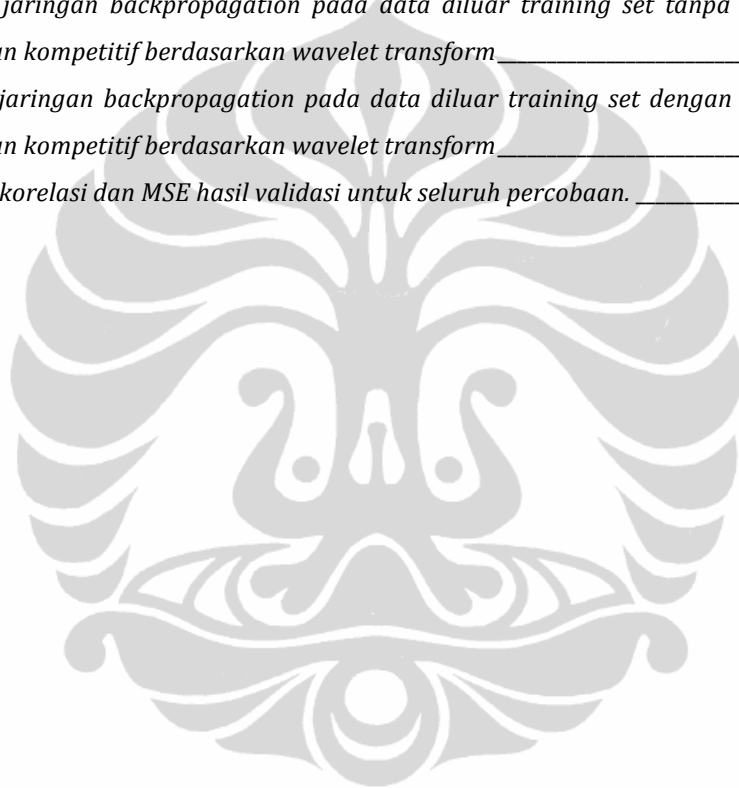 jaringan backpropagation pada data diluar training set tanpa
an kompetitif berdasarkan wavelet transform
jaringan backpropagation pada data diluar training set dengan
an kompetitif berdasarkan wavelet transform
korelasi dan MSE hasil validasi untuk seluruh percobaan.